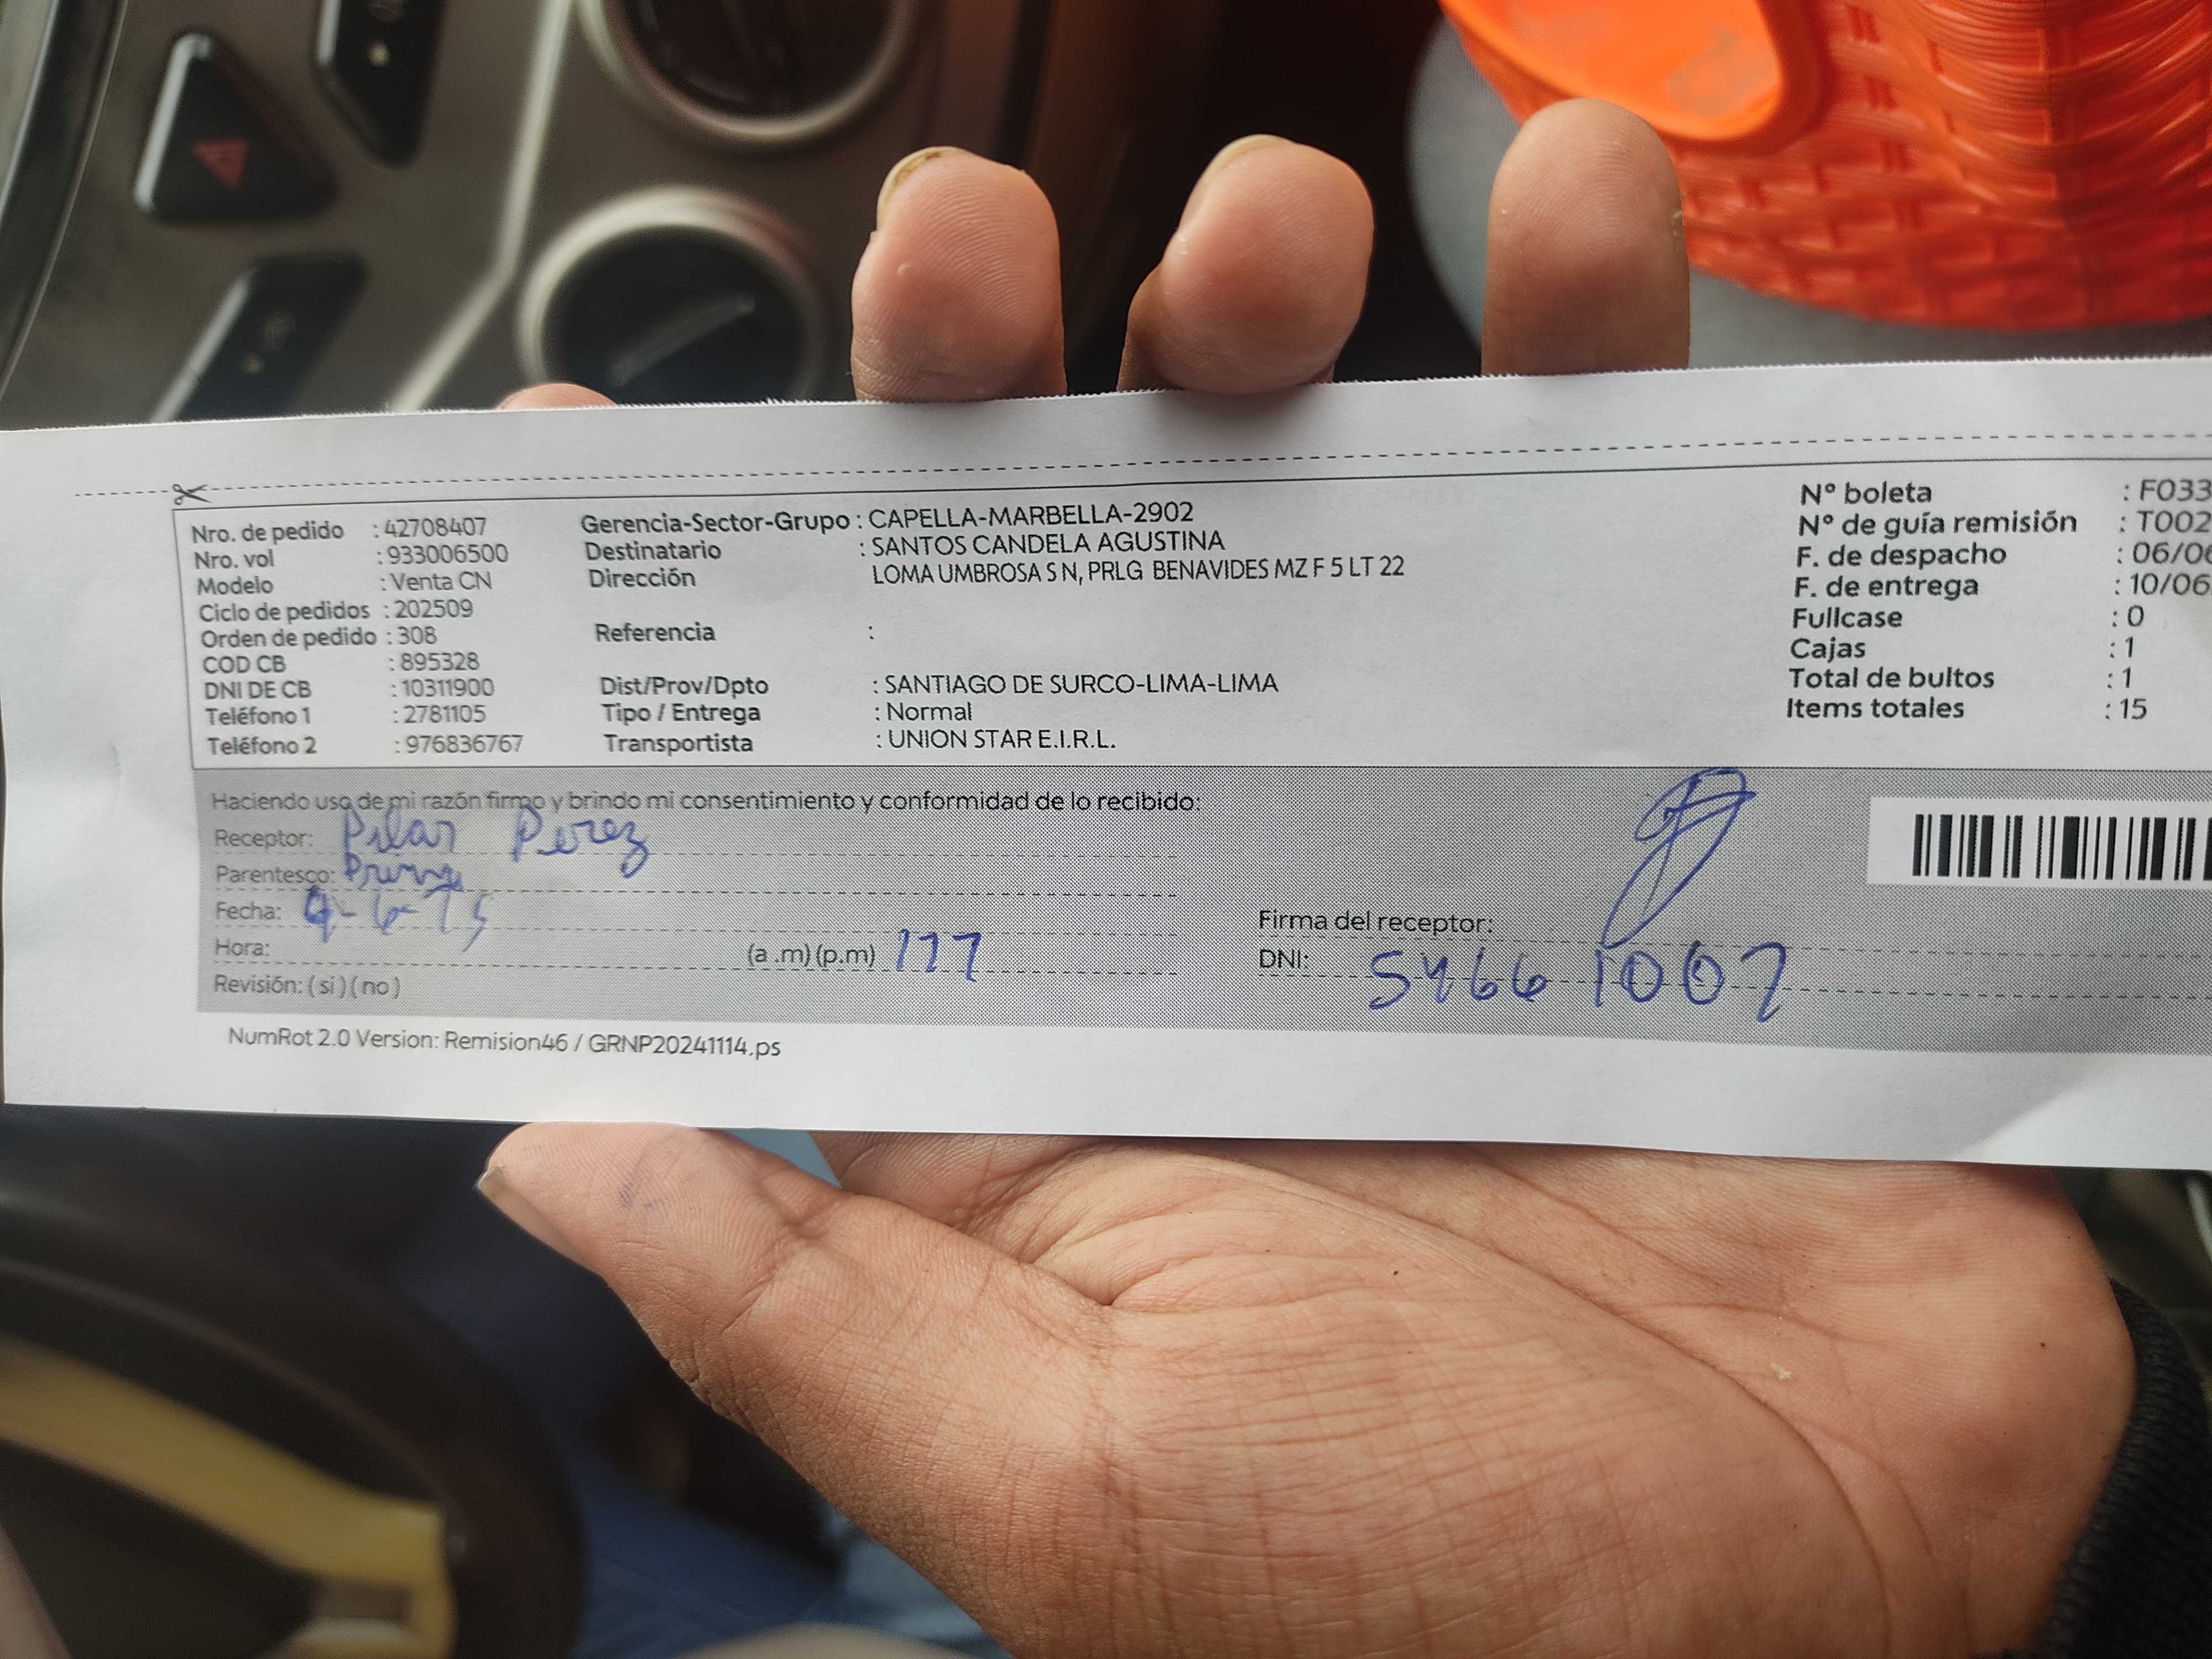 Nro. de pedido : 42708407
Nro. vol : 933006500
Modelo : Venta CN
Ciclo de pedidos : 202509
Orden de pedido : 308
COD CB : 895328
DNI DE CB : 10311900
Teléfono 1 : 2781105
Teléfono 2 : 976836767
Gerencia-Sector-Grupo : CAPELLA-MARBELLA-2902
Destinatario : SANTOS CANDELA AGUSTINA
Dirección LOMA UMBROSA S N, PRLG BENAVIDES MZ F 5 LT 22
Referencia :
Dist/Prov/Dpto : SANTIAGO DE SURCO-LIMA-LIMA
Tipo / Entrega : Normal
Transportista : UNION STAR E.I.R.L.
N° boleta : F033
N° de guía remisión : T002
F. de despacho : 06/06
F. de entrega : 10/06
Fullcase : 0
Cajas : 1
Total de bultos : 1
Items totales : 15
Haciendo uso de mi razón firmo y brindo mi consentimiento y conformidad de lo recibido:
Receptor: Pilar Perez
Parentesco:
Fecha:
Hora: (a .m) (p.m) 177
Revisión: ( si ) ( no )
Firma del receptor:
DNI: 54661007
NumRot 2.0 Version: Remision46 / GRNP20241114.ps